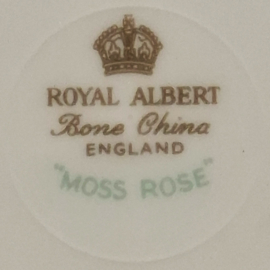 ROYAL ALBERT
Bone China
ENGLAND
"MOSS ROSE"